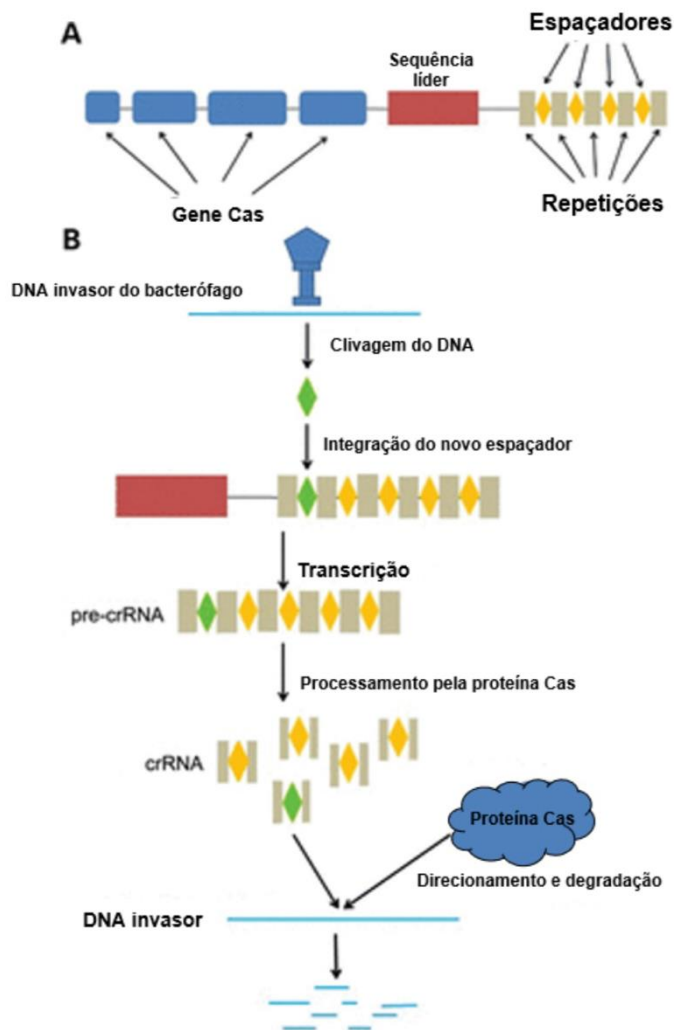 A
Espaçadores
Sequência
líder
Gene Cas
Repetições
B
DNA invasor do bacterófago
Clivagem do DNA
Integração do novo espaçador
Transcrição
pre-crRNA
Processamento pela proteína Cas
crRNA
Proteína Cas
Direcionamento e degradação
DNA invasor